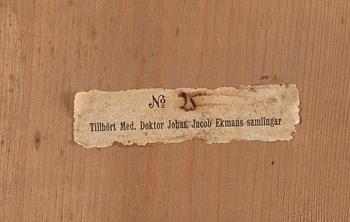 No 25
Tillhört Med. Doktor Johan Jacob Ekmans samlingar